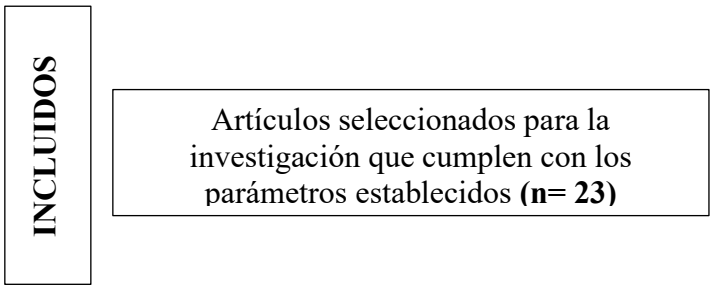 INCLUIDOS
Artículos seleccionados para la
investigación que cumplen con los
parámetros establecidos (n= 23)